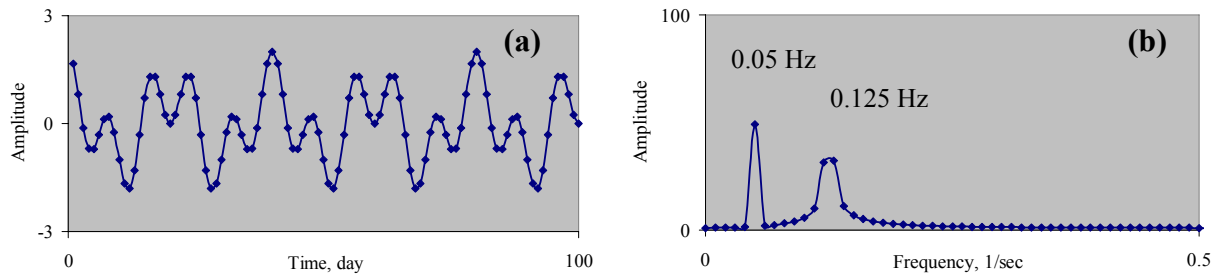 (a)
3
0
-3
Amplitude
0
Time, day
100
(b)
100
0
Amplitude
0.05 Hz
0.125 Hz
0
Frequency, 1/sec
0.5